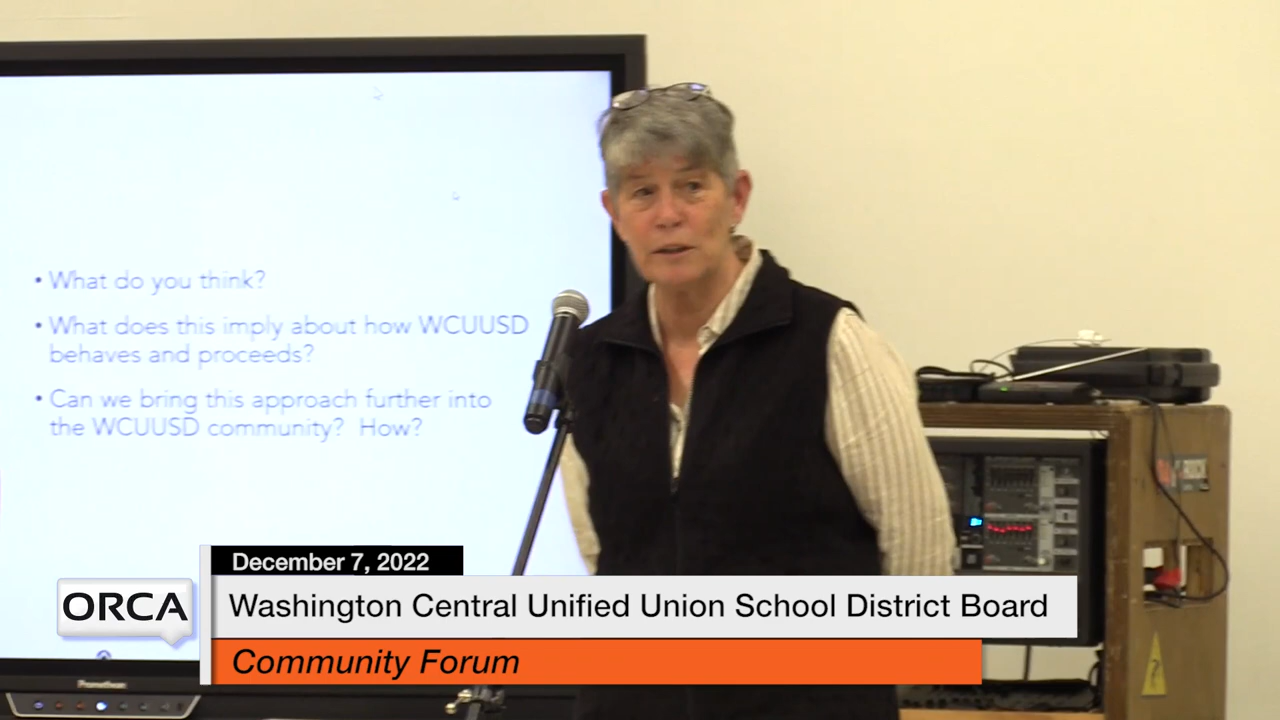 • What do you think?
• What does this imply about how WCUUSD
behaves and proceeds?
• Can we bring this approach further into
the WCUUSD community? How?
December 7, 2022
ORCA
Washington Central Unified Union School District Board
Community Forum
Promethean